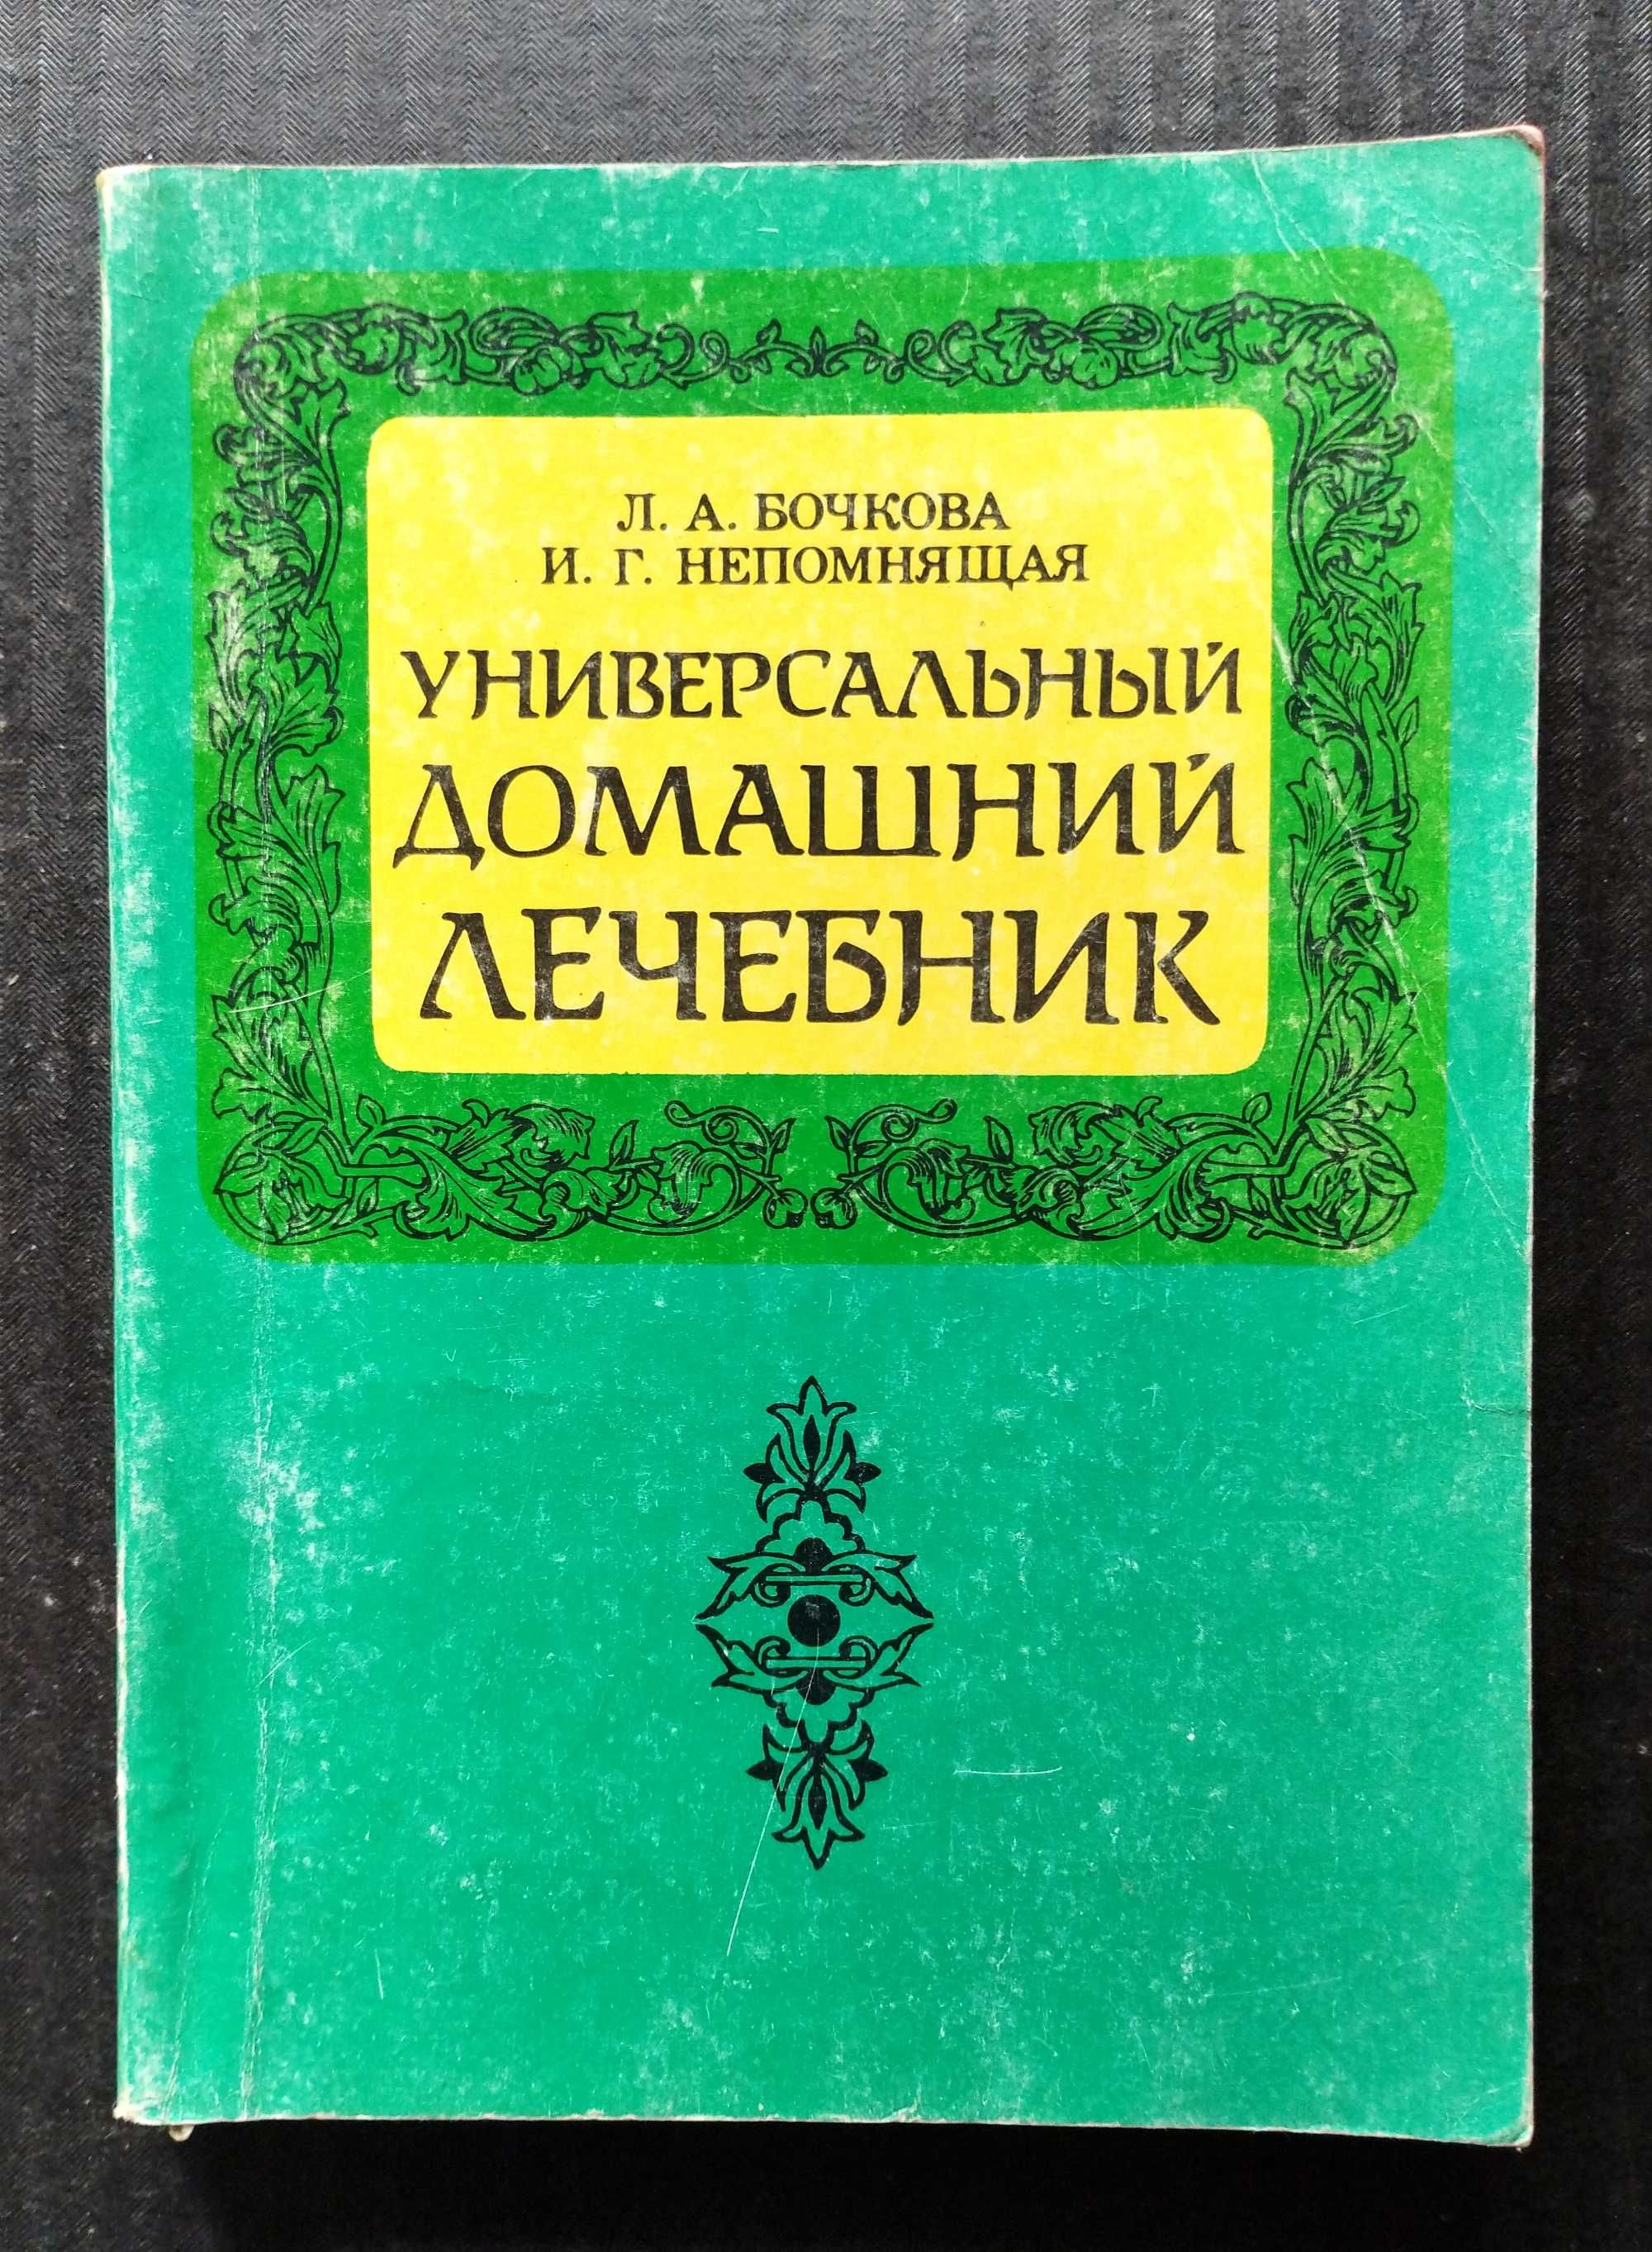 Л. А. БОЧКОВА
И. Г. НЕПОМНЯЩАЯ
УНИВЕРСАЛЬНЫЙ
ДОМАШНИЙ
ЛЕЧЕБНИК